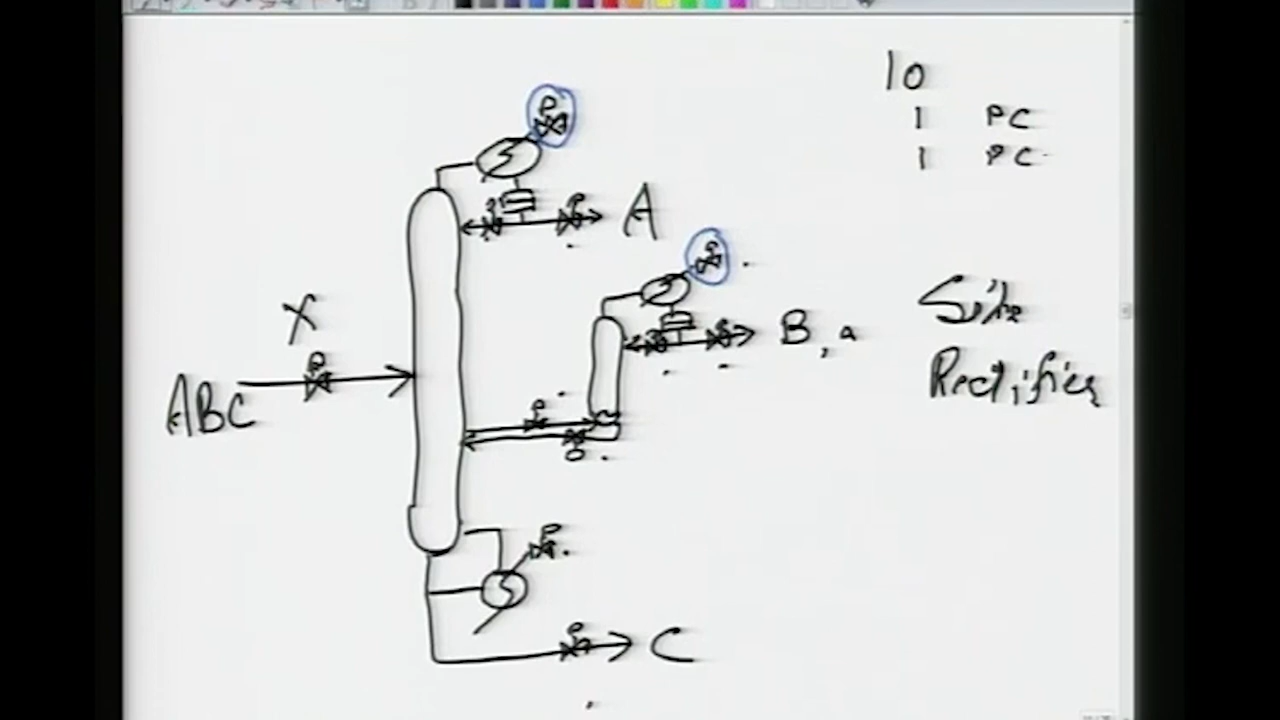 10
1 PC
1 PC
A
X
B,
Side
Rectifier
ABC
C